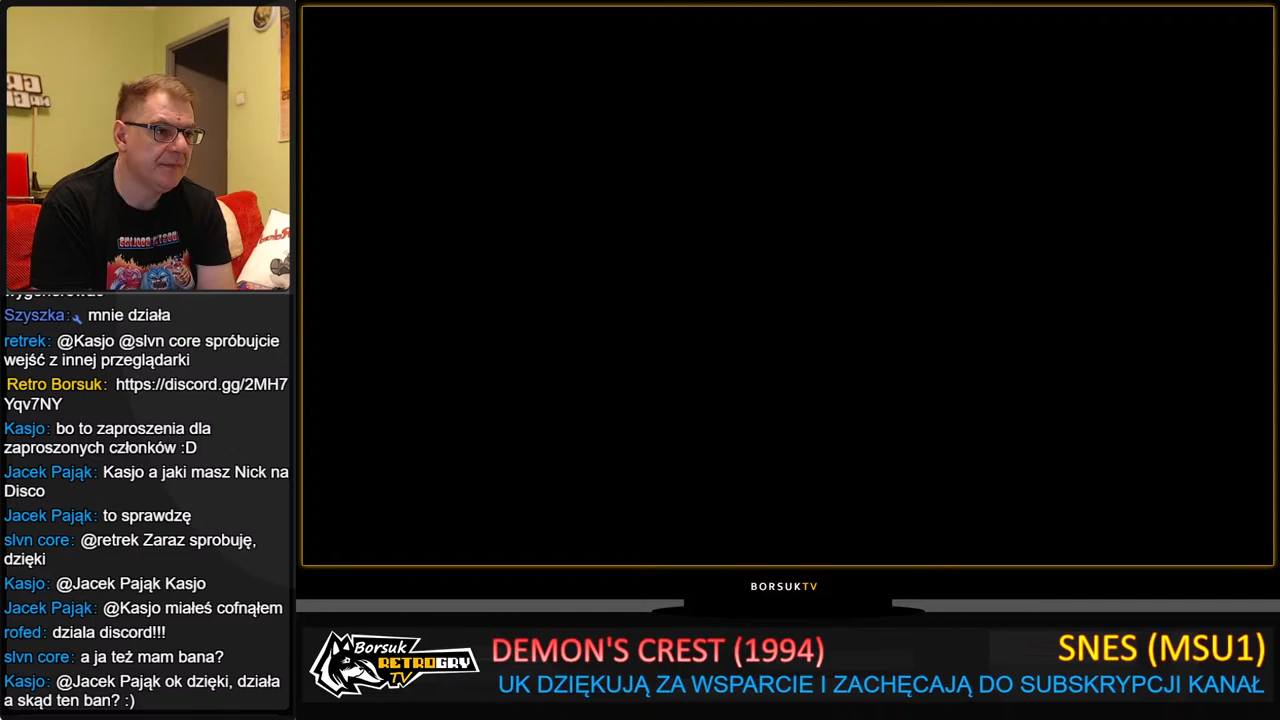 Szyszka: mnie działa
retrek: @Kasjo @slvn core spróbujcie
wejść z innej przeglądarki
Retro Borsuk: https://discord.gg/2MH7
Yqv7NY
Kasjo: bo to zaproszenia dla
zaproszonych członków :D
Jacek Pająk: Kasjo a jaki masz Nick na
Disco
Jacek Pająk: to sprawdzę
slvn core: @retrek Zaraz sprobuję,
dzięki
Kasjo: @Jacek Pająk Kasjo
Jacek Pająk: @Kasjo miałeś cofnąłem
rofed: dziala discord!!!
slvn core: a ja też mam bana?
Kasjo: @Jacek Pająk ok dzięki, działa
a skąd ten ban? :)
BORSUKTV
Borsuk
RETROGRY
TV
DEMON'S CREST (1994)
SNES (MSU1)
UK DZIĘKUJĄ ZA WSPARCIE I ZACHĘCAJĄ DO SUBSKRYPCJI KANAŁ